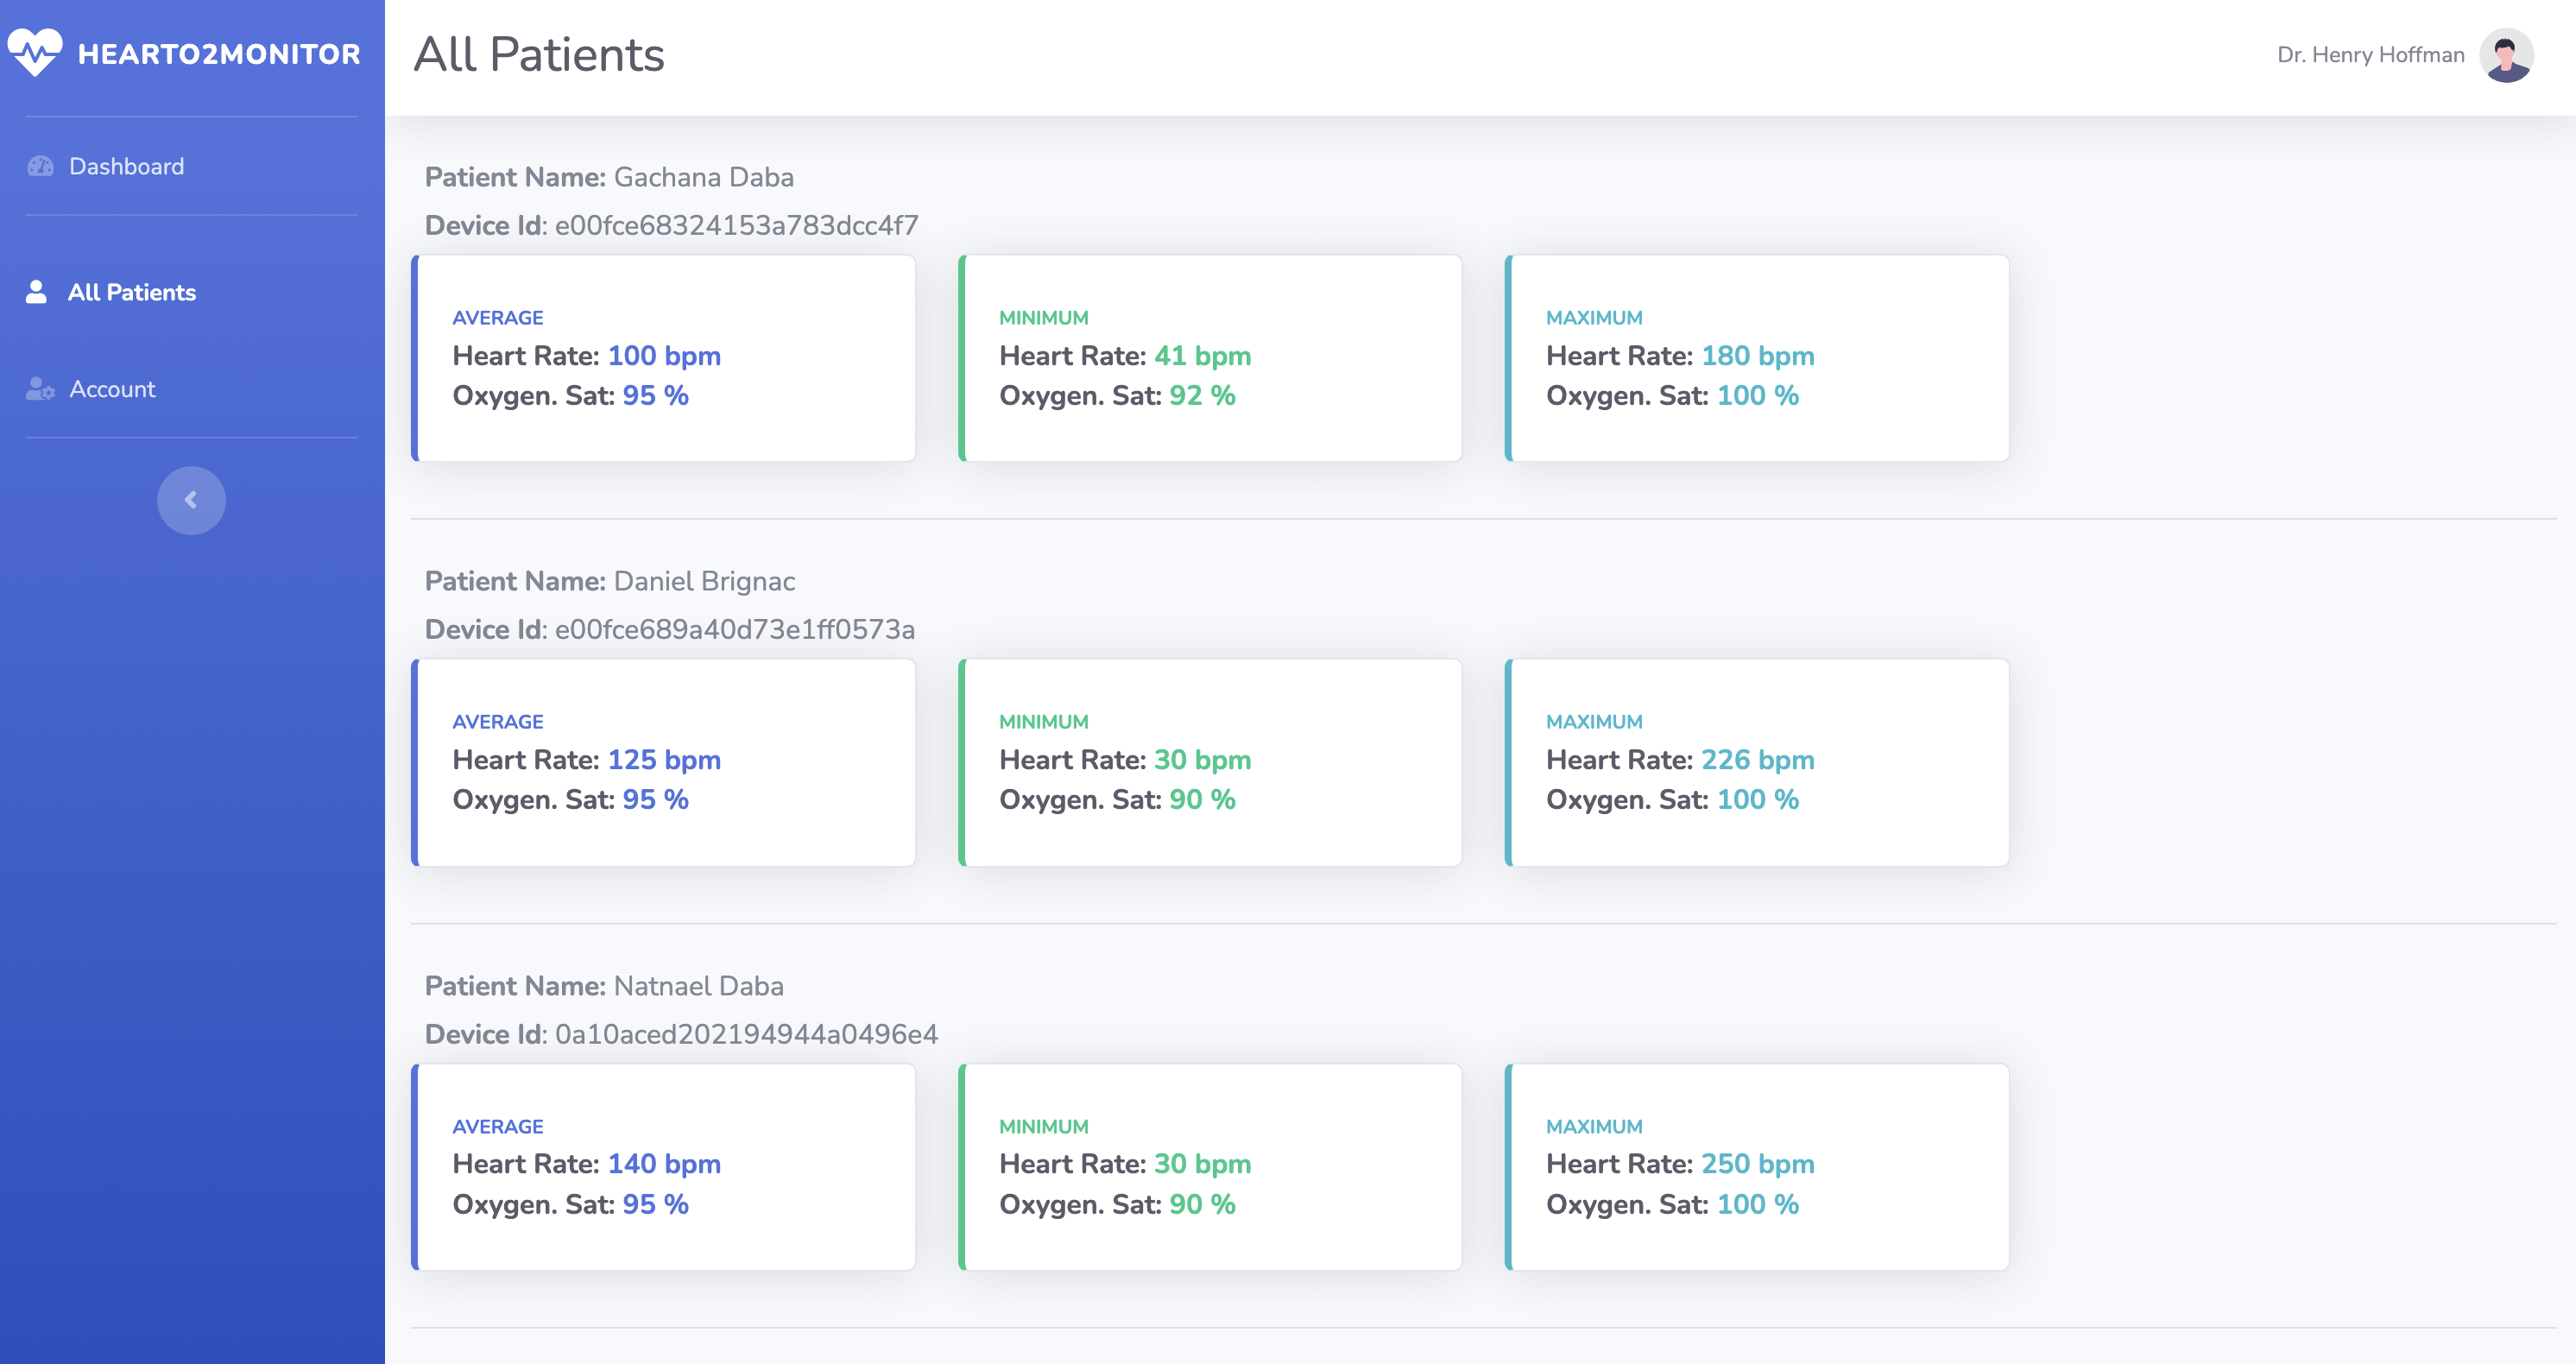 HEARTO2MONITOR
All Patients
Dr. Henry Hoffman
Dashboard
All Patients
Account
Patient Name: Gachana Daba
Device Id: e00fce68324153a783dcc4f7
AVERAGE
Heart Rate: 100 bpm
Oxygen. Sat: 95 %
MINIMUM
Heart Rate: 41 bpm
Oxygen. Sat: 92 %
MAXIMUM
Heart Rate: 180 bpm
Oxygen. Sat: 100 %
Patient Name: Daniel Brignac
Device Id: e00fce689a40d73e1ff0573a
AVERAGE
Heart Rate: 125 bpm
Oxygen. Sat: 95 %
MINIMUM
Heart Rate: 30 bpm
Oxygen. Sat: 90 %
MAXIMUM
Heart Rate: 226 bpm
Oxygen. Sat: 100 %
Patient Name: Natnael Daba
Device Id: 0a10aced202194944a0496e4
AVERAGE
Heart Rate: 140 bpm
Oxygen. Sat: 95 %
MINIMUM
Heart Rate: 30 bpm
Oxygen. Sat: 90 %
MAXIMUM
Heart Rate: 250 bpm
Oxygen. Sat: 100 %